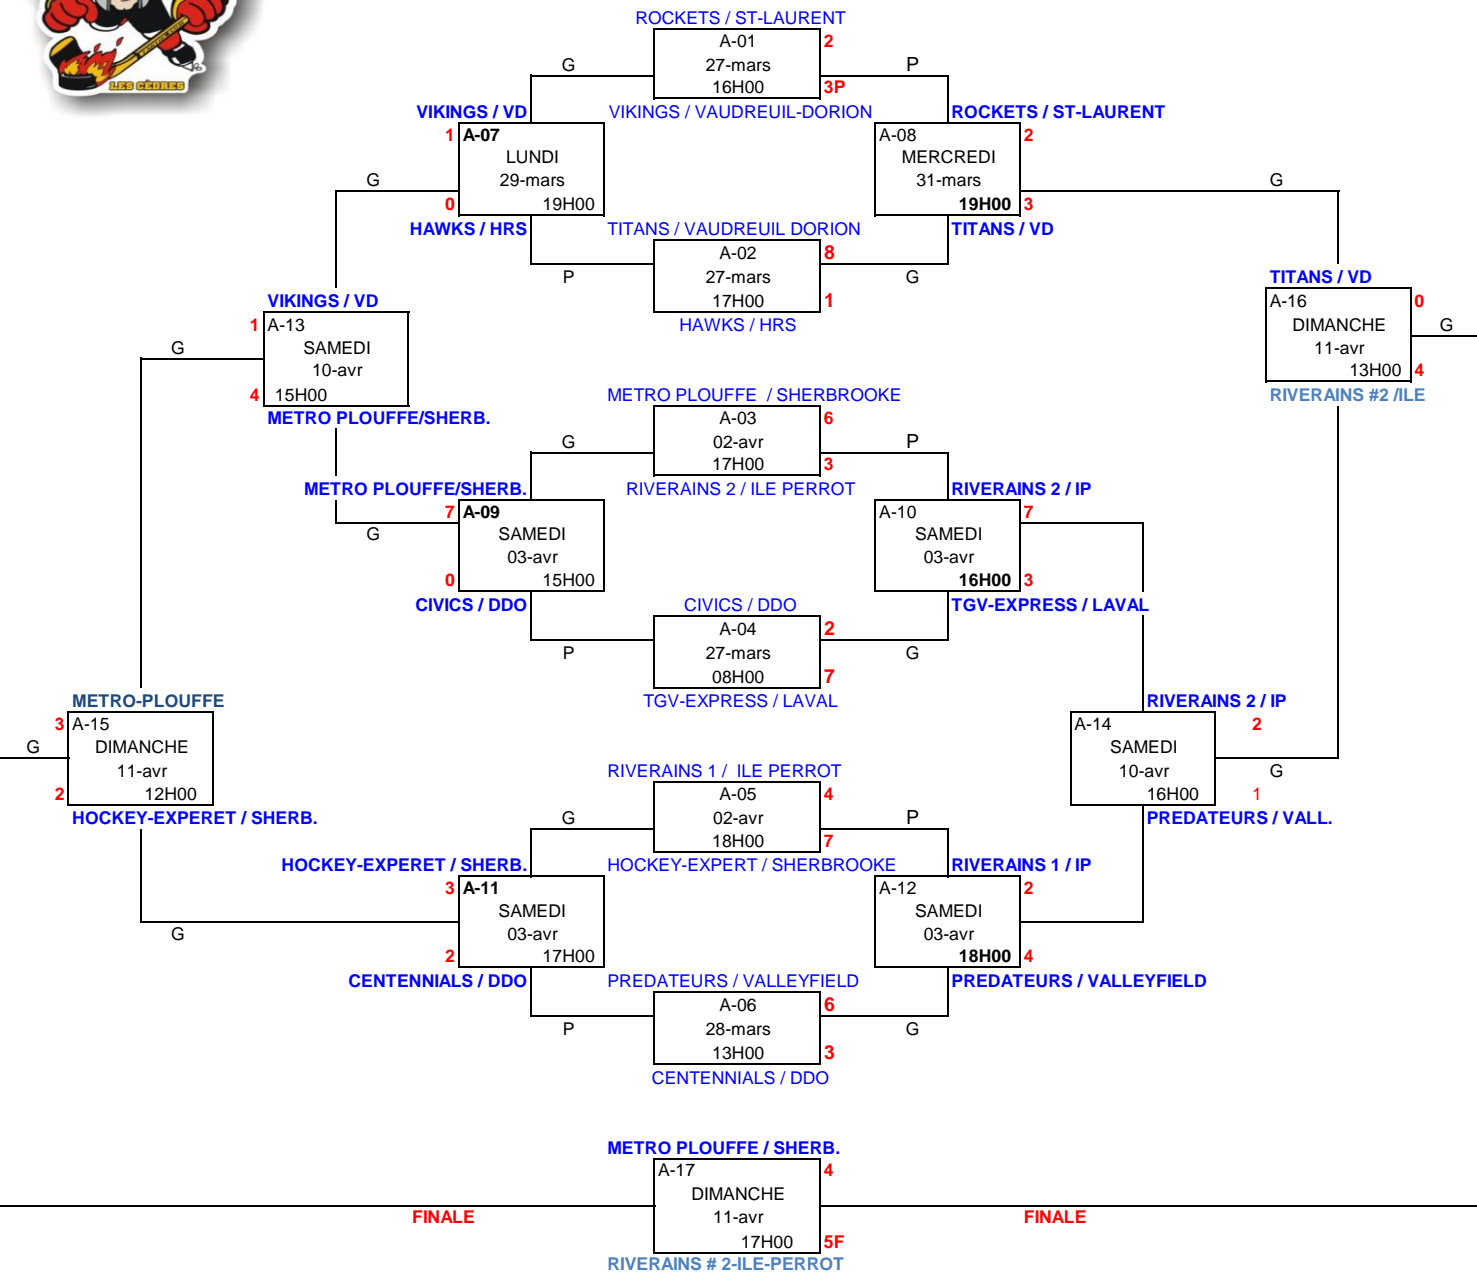 LES CÈDRES
ROCKETS / ST-LAURENT
A-01 2
27-mars
16H00 3P
G P
VIKINGS / VAUDREUIL-DORION
VIKINGS / VD
1 A-07
LUNDI
29-mars
0 19H00
HAWKS / HRS
G
ROCKETS / ST-LAURENT
A-08 2
MERCREDI
31-mars
19H00 3
TITANS / VD
G
TITANS / VAUDREUIL DORION
A-02 8
27-mars
17H00 1
P G
HAWKS / HRS
VIKINGS / VD
1 A-13
SAMEDI
10-avr
4 15H00
METRO PLOUFFE/SHERB.
G
TITANS / VD
A-16 0
DIMANCHE G
11-avr
13H00 4
RIVERAINS #2 /ILE
METRO PLOUFFE / SHERBROOKE
A-03 6
02-avr
17H00 3
G P
RIVERAINS 2 / ILE PERROT
METRO PLOUFFE/SHERB.
7 A-09
SAMEDI
03-avr
0 15H00
CIVICS / DDO
G
RIVERAINS 2 / IP
A-10 7
SAMEDI
03-avr
16H00 3
TGV-EXPRESS / LAVAL
CIVICS / DDO
A-04 2
27-mars
08H00 7
P G
TGV-EXPRESS / LAVAL
METRO-PLOUFFE
3 A-15
G DIMANCHE
11-avr
2 12H00
HOCKEY-EXPERET / SHERB.
RIVERAINS 2 / IP
A-14 2
SAMEDI
10-avr G
16H00 1
PREDATEURS / VALL.
RIVERAINS 1 / ILE PERROT
A-05 4
02-avr
18H00 7
G P
HOCKEY-EXPERT / SHERBROOKE
HOCKEY-EXPERET / SHERB.
3 A-11
SAMEDI
03-avr
2 17H00
CENTENNIALS / DDO
G
RIVERAINS 1 / IP
A-12 2
SAMEDI
03-avr
18H00 4
PREDATEURS / VALLEYFIELD
PREDATEURS / VALLEYFIELD
A-06 6
28-mars
13H00 3
P G
CENTENNIALS / DDO
METRO PLOUFFE / SHERB.
A-17 4
DIMANCHE
FINALE 11-avr FINALE
17H00 5F
RIVERAINS # 2-ILE-PERROT